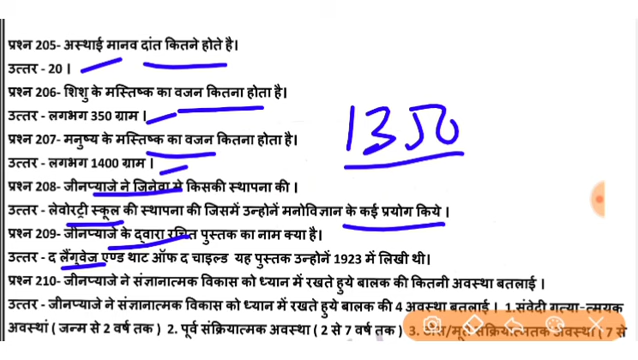 प्रश्न 205- अस्थाई मानव दांत कितने होते है।
उत्तर - 20।
प्रश्न 206- शिशु के मस्तिष्क का वजन कितना होता है।
उत्तर - लगभग 350 ग्राम।
प्रश्न 207- मनुष्य के मस्तिष्क का वजन कितना होता है।
उत्तर - लगभग 1400 ग्राम।
1350
प्रश्न 208- जीनप्याजे ने जिनेवा मे किसकी स्थापना की।
उत्तर - लेवोरट्री स्कूल की स्थापना की जिसमें उन्होनें मनोविज्ञान के कई प्रयोग किये।
प्रश्न 209- जीनप्याजे के द्वारा रचित पुस्तक का नाम क्या है।
उत्तर - द लैंग्वेज एण्ड थाट ऑफ द चाइल्ड यह पुस्तक उन्होनें 1923 में लिखी थी।
प्रश्न 210- जीनप्याजे ने संज्ञानात्मक विकास को ध्यान में रखते हुये बालक की कितनी अवस्था बतलाई।
उत्तर - जीनप्याजे ने संज्ञानात्मक विकास को ध्यान में रखते हुये बालक की 4 अवस्था बतलाई। 1.संवेदी गत्या-त्मयक
अवस्थां (जन्म से 2 वर्ष तक) 2. पूर्व संक्रियात्मक अवस्था (2 से 7 वर्ष तक) 3. अवस्था (7 से